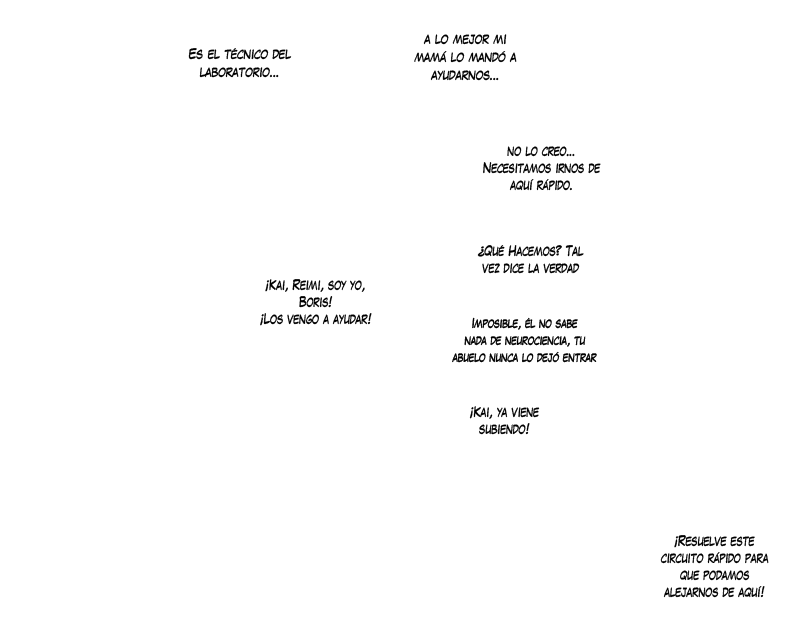 Es el técnico del
laboratorio...
a lo mejor mi
mamá lo mandó a
ayudarnos...
no lo creo...
Necesitamos irnos de
aquí rápido.
¿Qué Hacemos? Tal
vez dice la verdad
¡Kai, Reimi, soy yo,
Boris!
¡Los vengo a ayudar!
Imposible, él no sabe
nada de neurociencia, tu
abuelo nunca lo dejó entrar
¡Kai, ya viene
subiendo!
¡Resuelve este
circuito rápido para
que podamos
alejarnos de aquí!